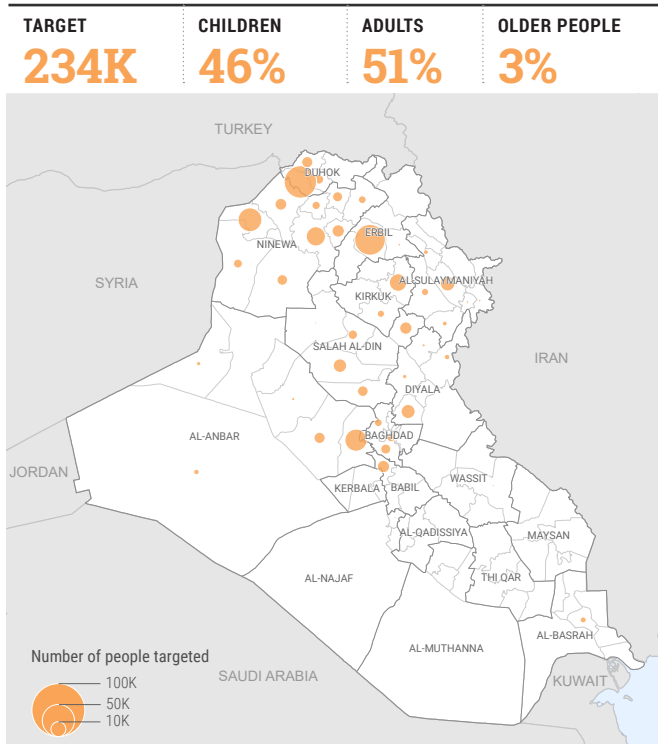 TARGET CHILDREN ADULTS OLDER PEOPLE
234K 46% 51% 3%
TURKEY
DUHOK
ERBIL
NINEWA
SYRIA
AL-SULAYMANIYAH
KIRKUK
SALAH AL-DIN
IRAN
DIYALA
AL-ANBAR
BAGHDAD
JORDAN
WASSIT
KERBALA BABIL
AL-QADISSIYA
MAYSAN
AL-NAJAF
THI QAR
AL-BASRAH
AL-MUTHANNA
Number of people targeted
SAUDI ARABIA
KUWAIT
100K
50K
10K